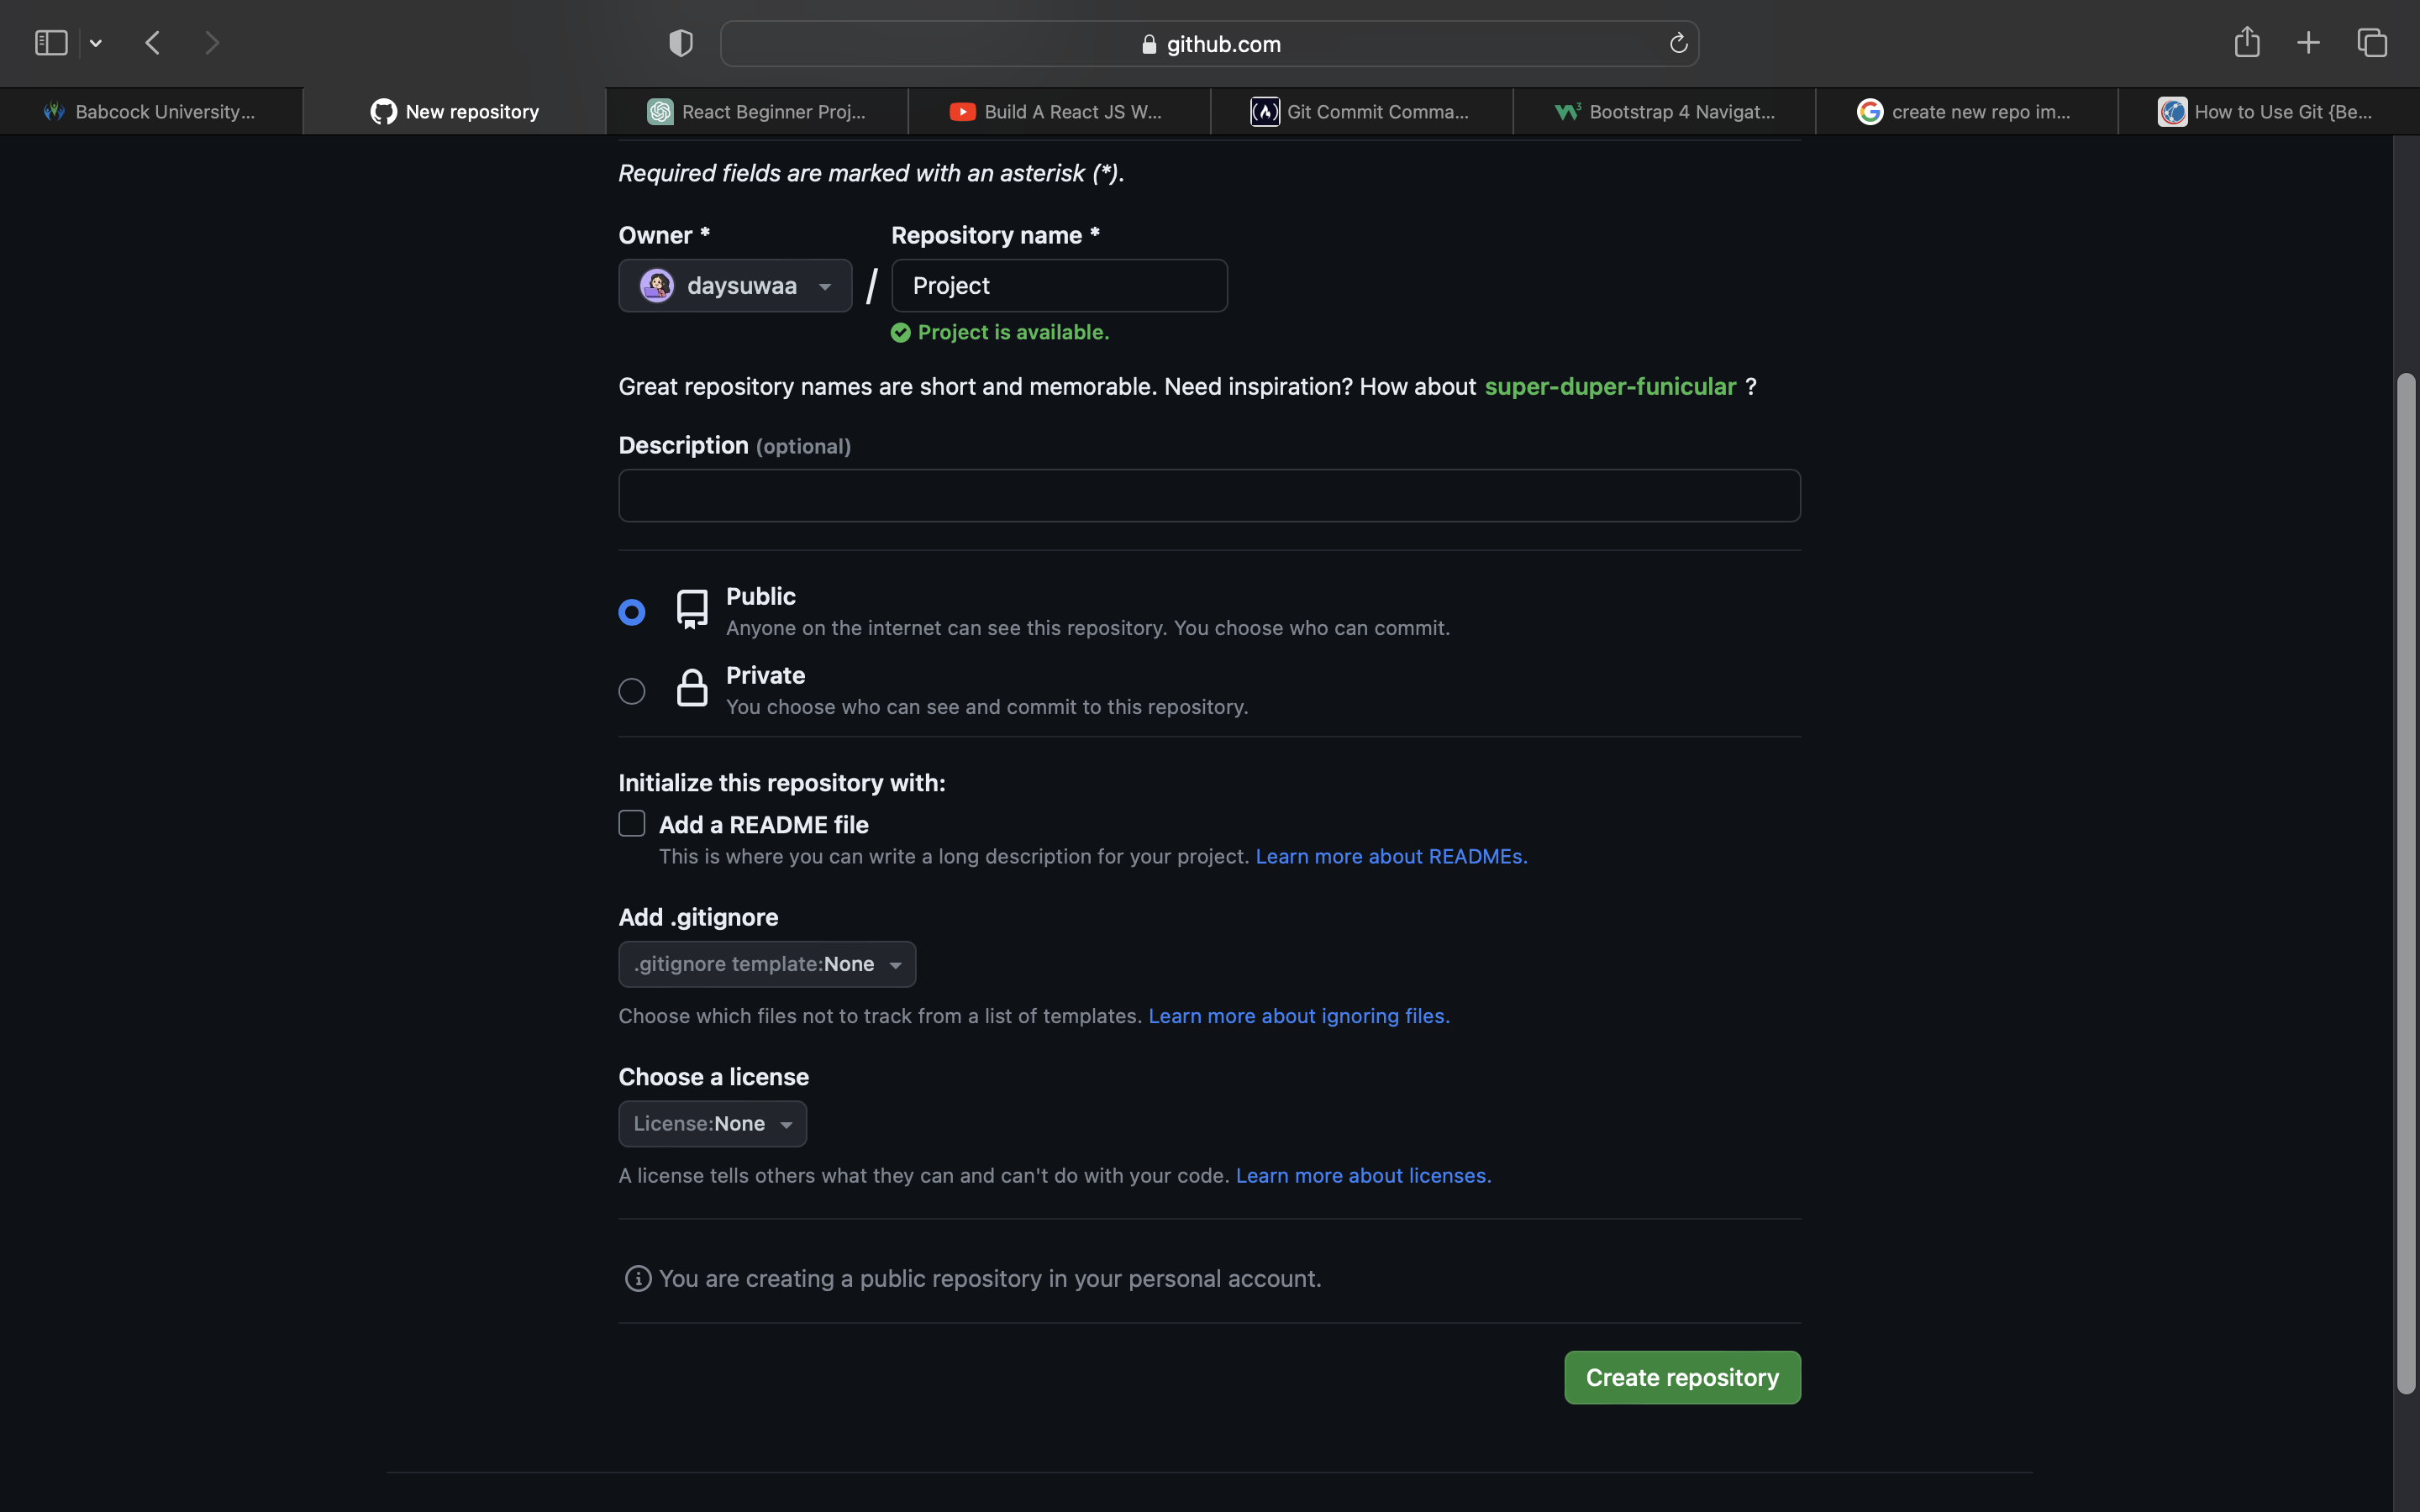 github.com
Babcock University...
New repository
React Beginner Proj...
Build A React JS W...
Git Commit Comma...
Bootstrap 4 Navigat...
create new repo im...
How to Use Git {Be...
Required fields are marked with an asterisk (*).
Owner *
Repository name *
daysuwaa
/
Project
Project is available.
Great repository names are short and memorable. Need inspiration? How about super-duper-funicular ?
Description (optional)
Public
Anyone on the internet can see this repository. You choose who can commit.
Private
You choose who can see and commit to this repository.
Initialize this repository with:
Add a README file
This is where you can write a long description for your project. Learn more about READMEs.
Add .gitignore
.gitignore template:None
Choose which files not to track from a list of templates. Learn more about ignoring files.
Choose a license
License:None
A license tells others what they can and can't do with your code. Learn more about licenses.
You are creating a public repository in your personal account.
Create repository